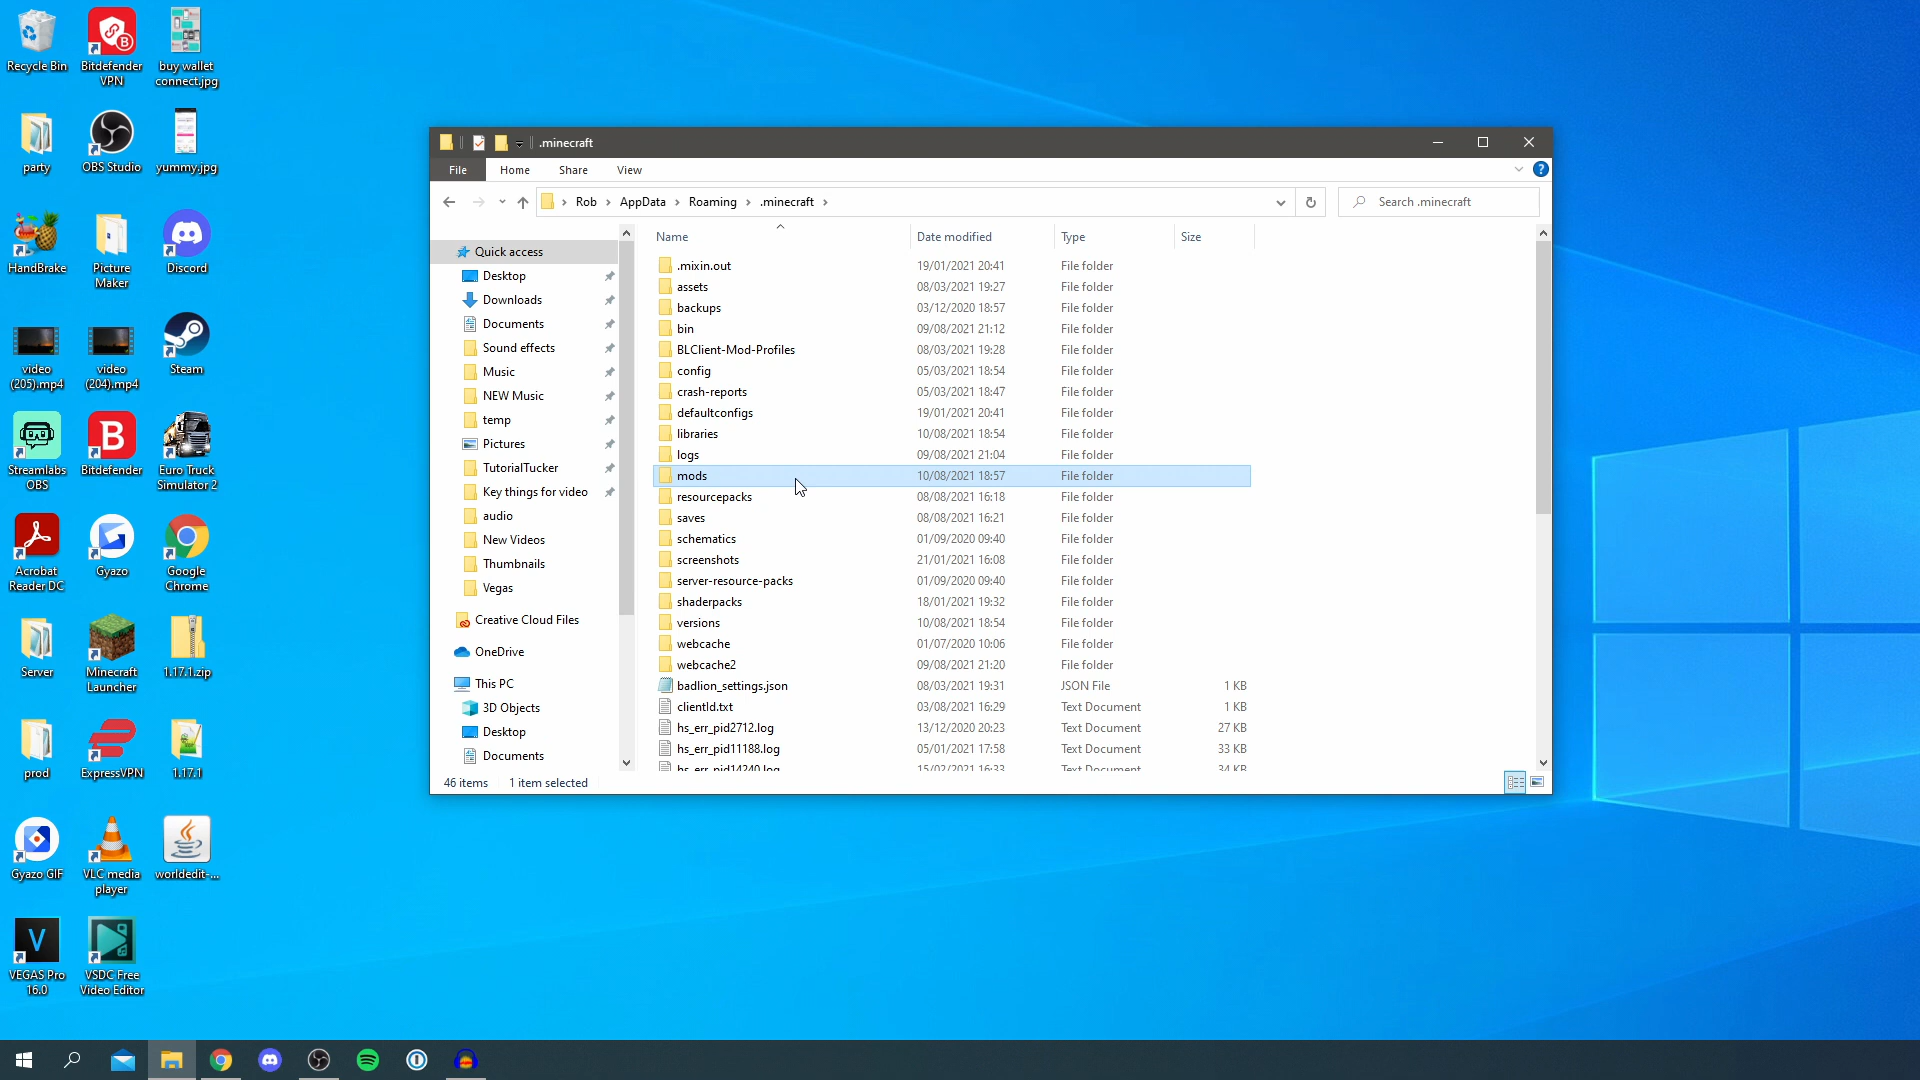 Recycle Bin
Bitdefender
VPN
buy wallet
connect.jpg
party
OBS Studio
yummy.jpg
HandBrake
Picture
Maker
Discord
video
(205).mp4
video
(204).mp4
Steam
Streamlabs
OBS
Bitdefender
Euro Truck
Simulator 2
Acrobat
Reader DC
Gyazo
Google
Chrome
Server
Minecraft
Launcher
1.17.1.zip
prod
ExpressVPN
1.17.1
Gyazo GIF
VLC media
player
worldedit-...
VEGAS Pro
16.0
VSDC Free
Video Editor
.minecraft
File Home Share View
Rob › AppData › Roaming › .minecraft ›
Search .minecraft
Quick access
Desktop
Downloads
Documents
Sound effects
Music
NEW Music
temp
Pictures
TutorialTucker
Key things for video
audio
New Videos
Thumbnails
Vegas
Creative Cloud Files
OneDrive
This PC
3D Objects
Desktop
Documents
Name Date modified Type Size
.mixin.out 19/01/2021 20:41 File folder
assets 08/03/2021 19:27 File folder
backups 03/12/2020 18:57 File folder
bin 09/08/2021 21:12 File folder
BLClient-Mod-Profiles 08/03/2021 19:28 File folder
config 05/03/2021 18:54 File folder
crash-reports 05/03/2021 18:47 File folder
defaultconfigs 19/01/2021 20:41 File folder
libraries 10/08/2021 18:54 File folder
logs 09/08/2021 21:04 File folder
mods 10/08/2021 18:57 File folder
resourcepacks 08/08/2021 16:18 File folder
saves 08/08/2021 16:21 File folder
schematics 01/09/2020 09:40 File folder
screenshots 21/01/2021 16:08 File folder
server-resource-packs 01/09/2020 09:40 File folder
shaderpacks 18/01/2021 19:32 File folder
versions 10/08/2021 18:54 File folder
webcache 01/07/2020 10:06 File folder
webcache2 09/08/2021 21:20 File folder
badlion_settings.json 08/03/2021 19:31 JSON File 1 KB
clientId.txt 03/08/2021 16:29 Text Document 1 KB
hs_err_pid2712.log 13/12/2020 20:23 Text Document 27 KB
hs_err_pid11188.log 05/01/2021 17:58 Text Document 33 KB
hs_err_pid14240.log 15/02/2021 16:33 Text Document 34 KB
46 items 1 item selected